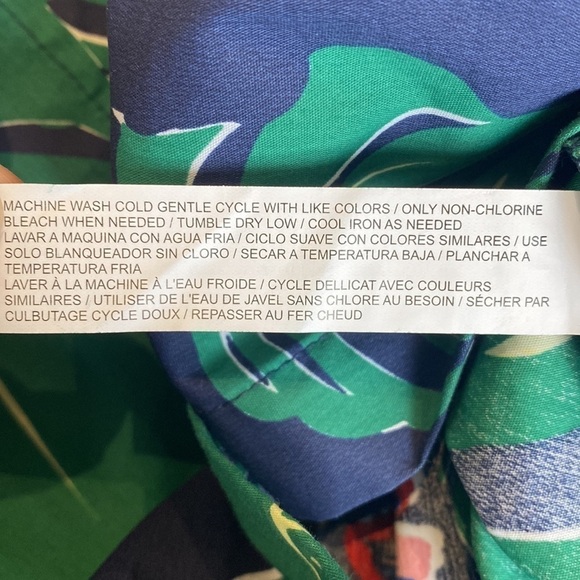 MACHINE WASH COLD GENTLE CYCLE WITH LIKE COLORS / ONLY NON-CHLORINE
BLEACH WHEN NEEDED / TUMBLE DRY LOW / COOL IRON AS NEEDED
LAVAR A MAQUINA CON AGUA FRIA / CICLO SUAVE CON COLORES SIMILARES / USE
SOLO BLANQUEADOR SIN CLORO / SECAR A TEMPERATURA BAJA / PLANCHAR A
TEMPERATURA FRIA
LAVER À LA MACHINE À L'EAU FROIDE / CYCLE DELLICAT AVEC COULEURS
SIMILAIRES / UTILISER DE L'EAU DE JAVEL SANS CHLORE AU BESOIN / SÉCHER PAR
CULBUTAGE CYCLE DOUX / REPASSER AU FER CHEUD